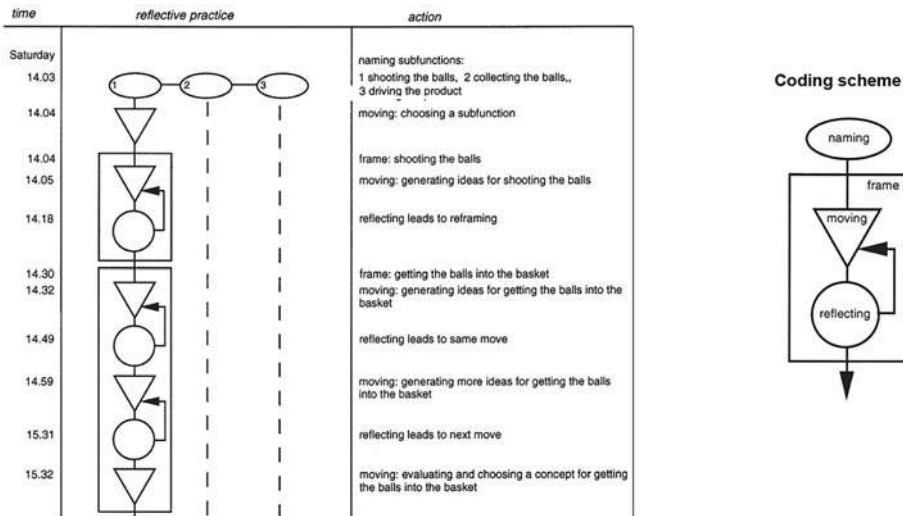 time reflective practice action
Saturday
naming subfunctions:
14.03 1 2 3 1 shooting the balls, 2 collecting the balls,,
3 driving the product
14.04 moving: choosing a subfunction
14.04 frame: shooting the balls
14.05 moving: generating ideas for shooting the balls
14.18 reflecting leads to reframing
14.30 frame: getting the balls into the basket
14.32 moving: generating ideas for getting the balls into the
basket
14.49 reflecting leads to same move
14.59 moving: generating more ideas for getting the balls
into the basket
15.31 reflecting leads to next move
15.32 moving: evaluating and choosing a concept for getting
the balls into the basket
Coding scheme
naming
frame
moving
reflecting